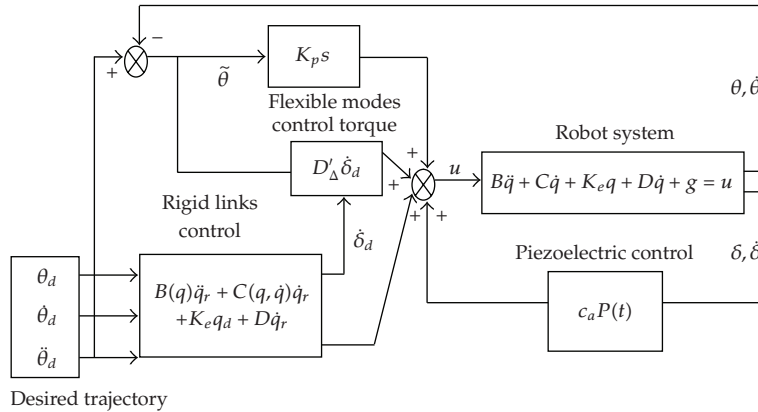 −
+
θ̃
K_p s
θ, θ̇
Flexible modes
control torque
Robot system
D′_Δ δ̇_d
+
+
+
+
u
Bq̈ + Cq̇ + K_e q + Dq̇ + g = u
Rigid links
control
δ̇_d
Piezoelectric control
δ, δ̇
θ_d
θ̇_d
θ̈_d
B(q)q̈_r + C(q, q̇)q̇_r
+K_e q_d + Dq̇_r
c_a P(t)
Desired trajectory